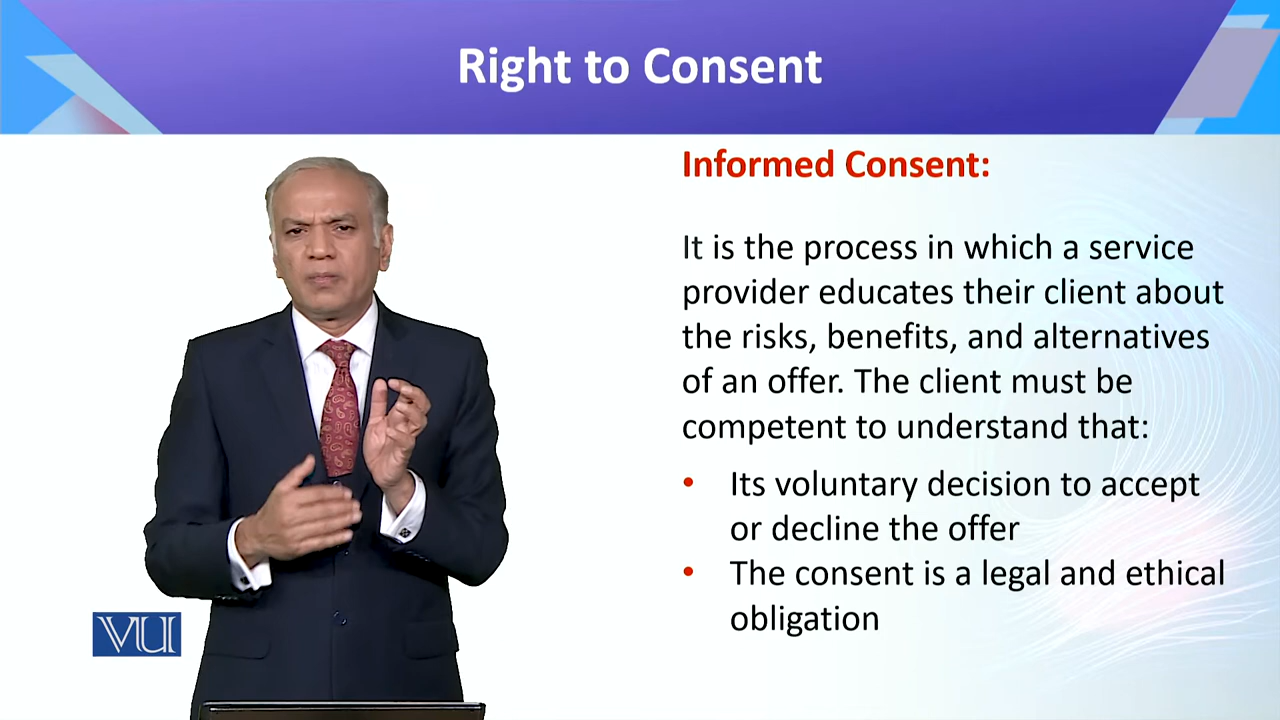 Right to Consent
Informed Consent:
It is the process in which a service
provider educates their client about
the risks, benefits, and alternatives
of an offer. The client must be
competent to understand that:
• Its voluntary decision to accept
or decline the offer
• The consent is a legal and ethical
obligation
VU